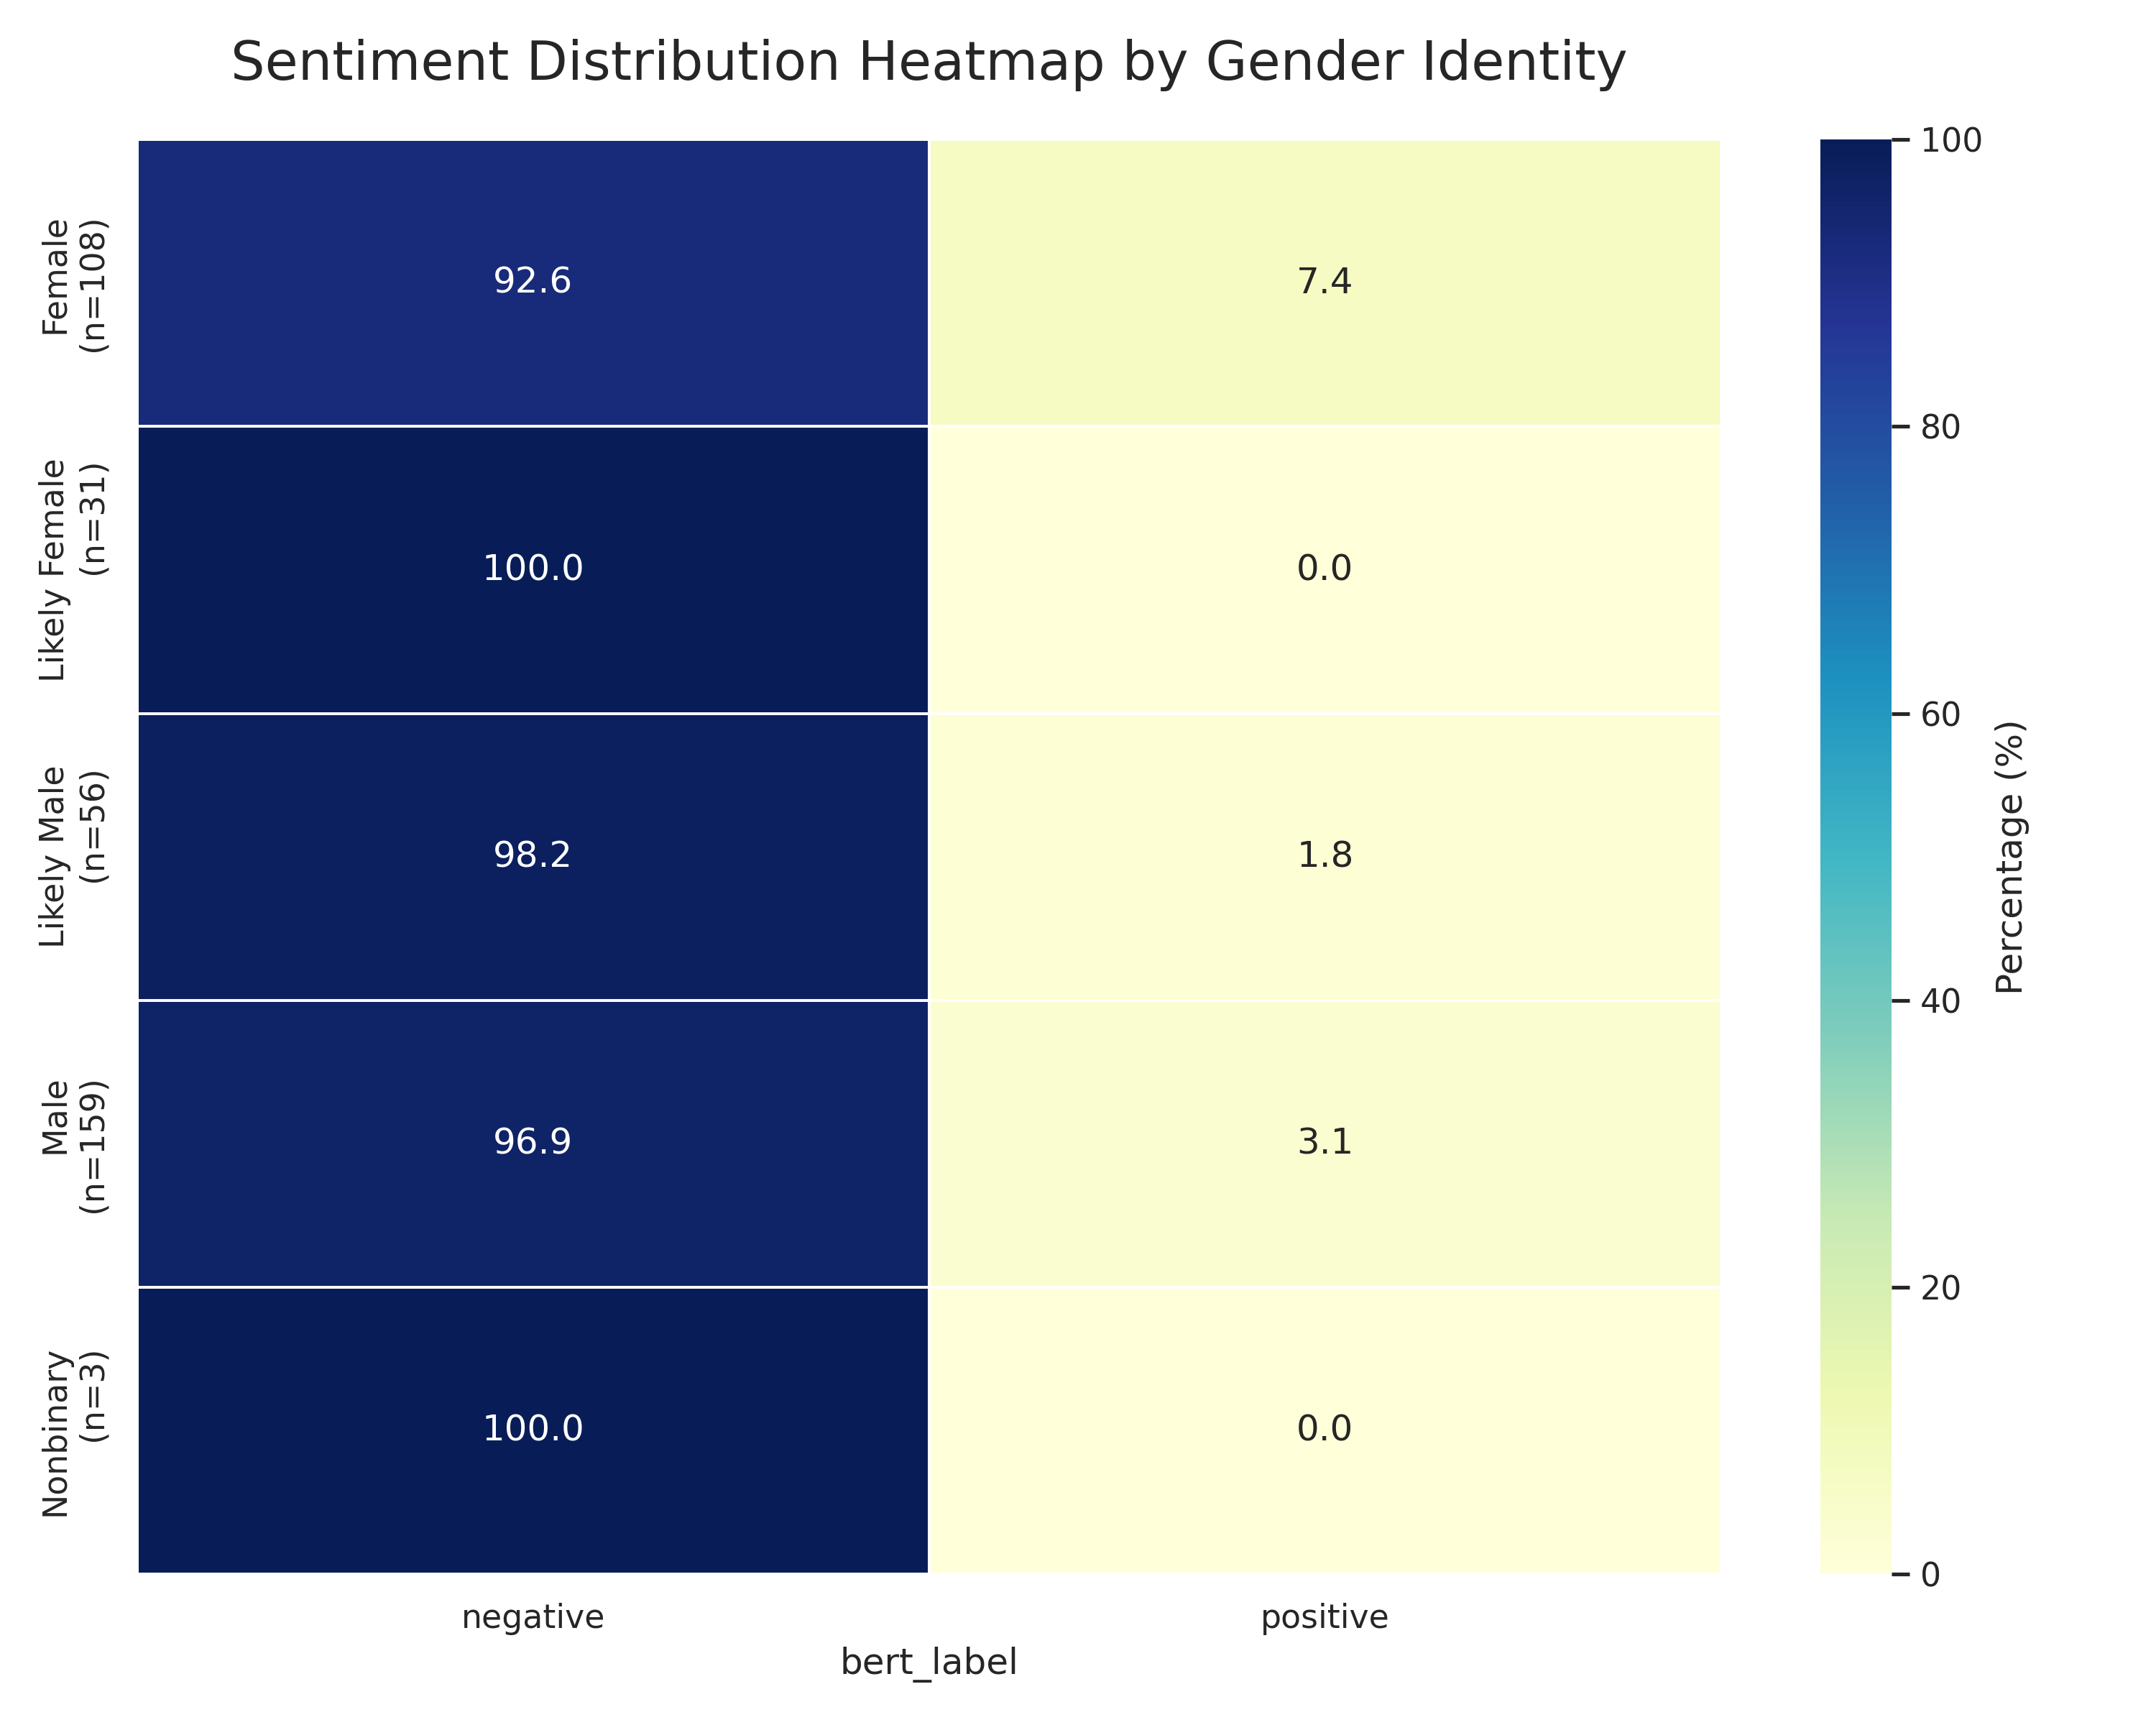 Sentiment Distribution Heatmap by Gender Identity
Female
(n=108)
92.6
7.4
Likely Female
(n=31)
100.0
0.0
Likely Male
(n=56)
98.2
1.8
Male
(n=159)
96.9
3.1
Nonbinary
(n=3)
100.0
0.0
negative
positive
bert_label
100
80
60
40
20
0
Percentage (%)